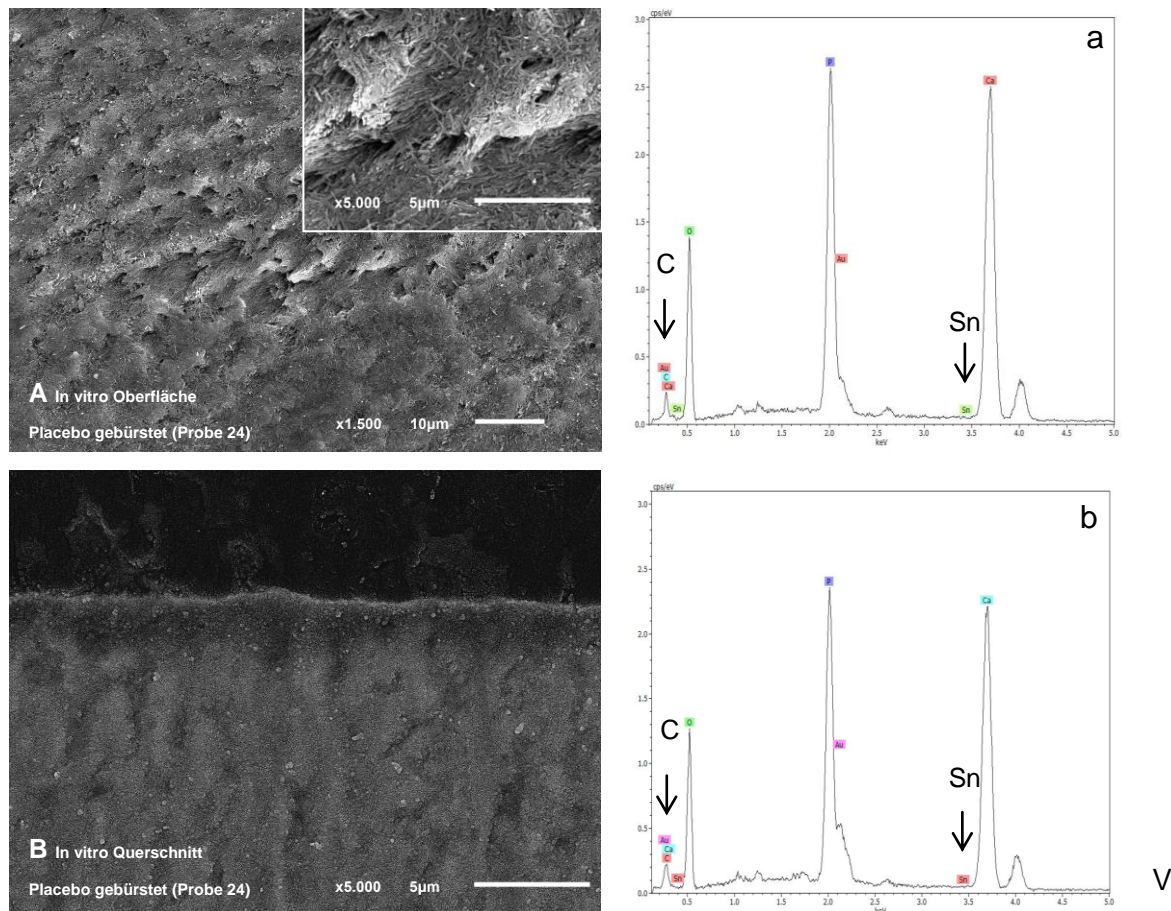 x5.000 5µm
A In vitro Oberfläche
Placebo gebürstet (Probe 24)
x1.500 10µm
cps/eV
a
3.0
2.5
2.0
1.5
1.0
0.5
0.0
P
Ca
O
Au
C
Sn
Au
C
Ca
Sn
Sn
0.5 1.0 1.5 2.0 2.5 3.0 3.5 4.0 4.5 5.0
keV
B In vitro Querschnitt
Placebo gebürstet (Probe 24)
x5.000 5µm
cps/eV
b
3.0
2.5
2.0
1.5
1.0
0.5
0.0
P
Ca
O
Au
C
Sn
Au
Ca
C
Sn
Sn
0.5 1.0 1.5 2.0 2.5 3.0 3.5 4.0 4.5 5.0
keV
V